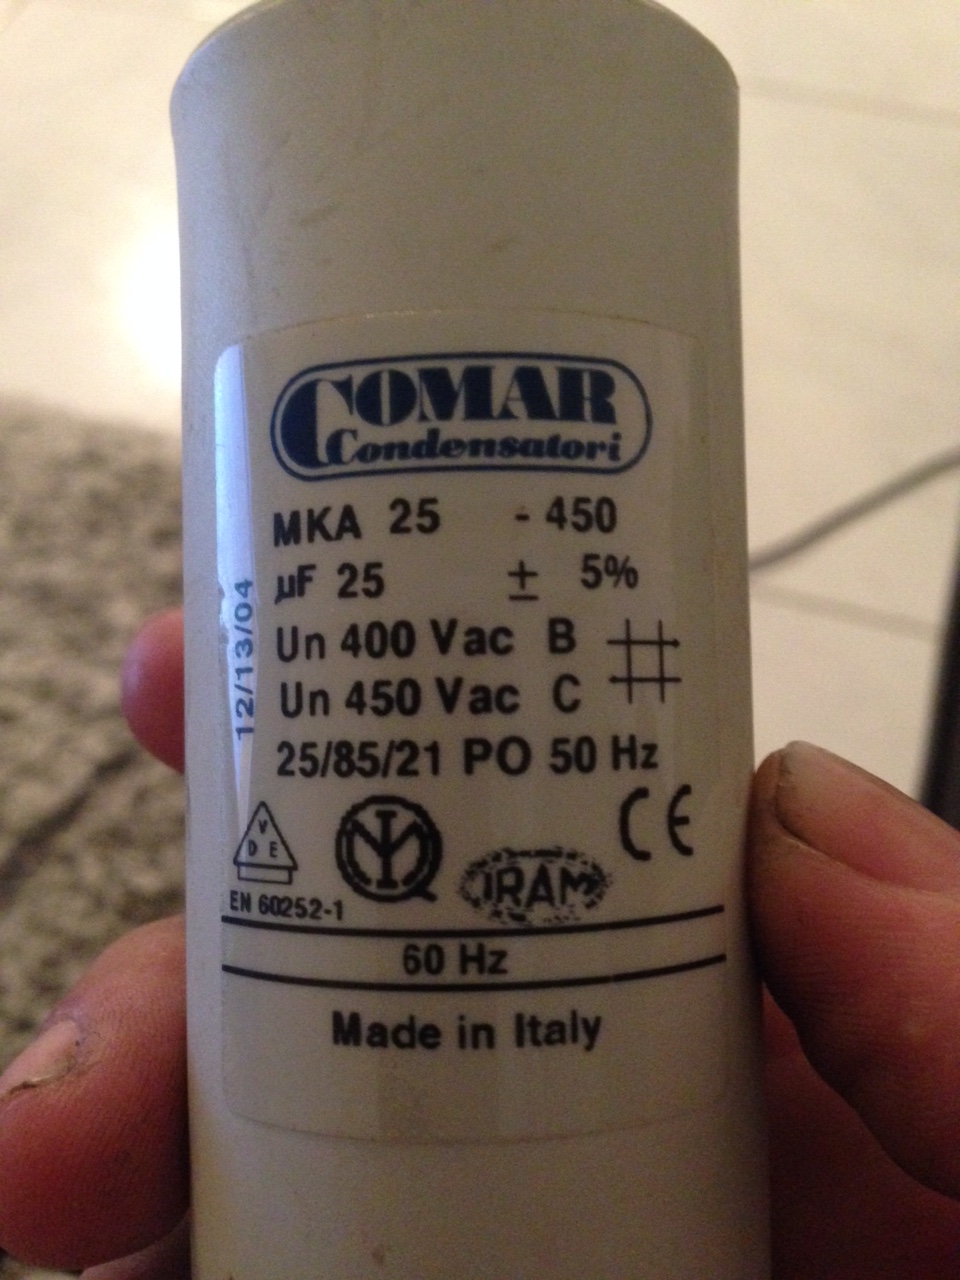 COMAR
Condensatori
MKA 25 - 450
µF 25 ± 5%
Un 400 Vac B
Un 450 Vac C
25/85/21 PO 50 Hz
12/13/04
VDE
IMQ
IRAM
CE
EN 60252-1
60 Hz
Made in Italy